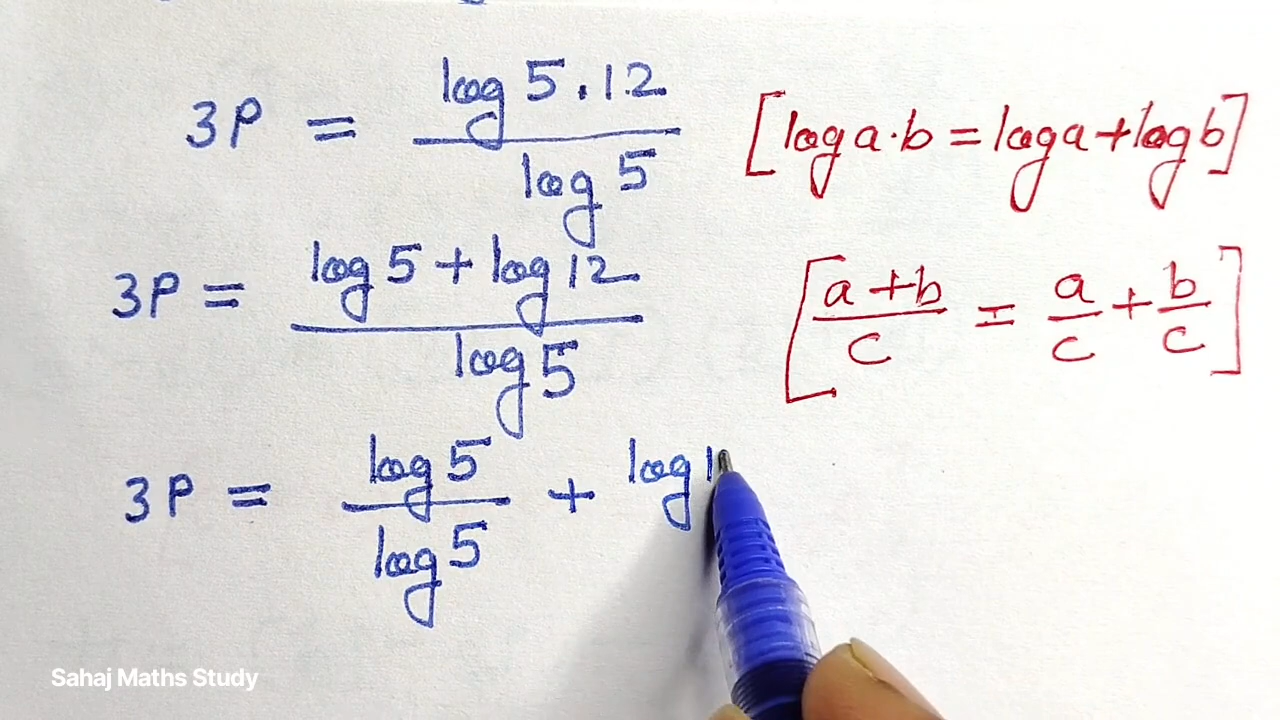 3P = log 5 . 12 / log 5 [log a · b = log a + log b]
3P = log 5 + log 12 / log 5 [a + b / c = a / c + b / c]
3P = log 5 / log 5 + log 1
Sahaj Maths Study